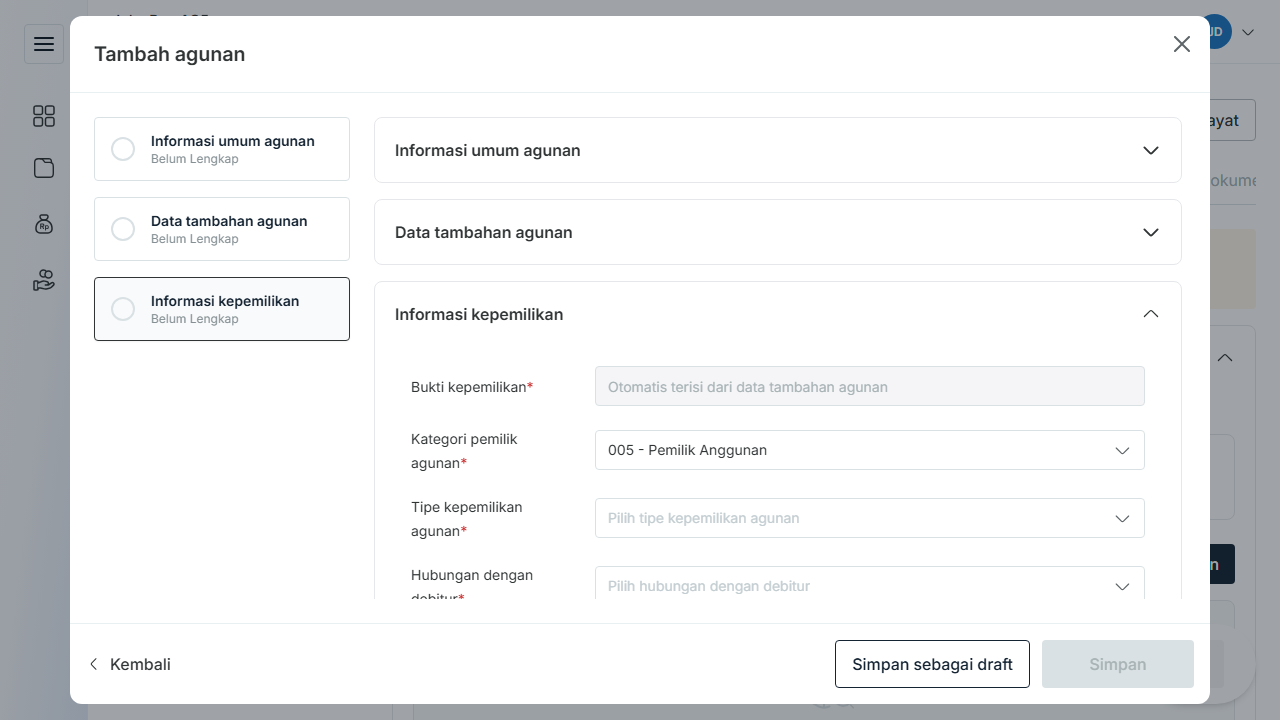 Tambah agunan
JD
ayat
okume
n
Informasi umum agunan
Belum Lengkap
Data tambahan agunan
Belum Lengkap
Informasi kepemilikan
Belum Lengkap
Informasi umum agunan
Data tambahan agunan
Informasi kepemilikan
Bukti kepemilikan*
Otomatis terisi dari data tambahan agunan
Kategori pemilik
agunan*
005 - Pemilik Anggunan
Tipe kepemilikan
agunan*
Pilih tipe kepemilikan agunan
Hubungan dengan
debitur*
Pilih hubungan dengan debitur
Kembali
Simpan sebagai draft
Simpan